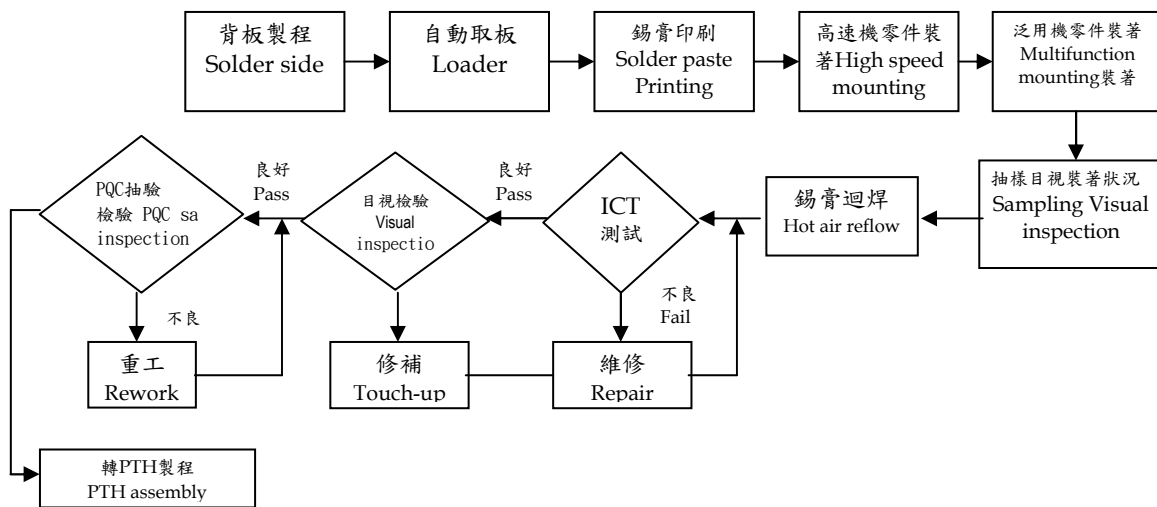 背板製程
Solder side
自動取板
Loader
錫膏印刷
Solder paste
Printing
高速機零件裝
著High speed
mounting
泛用機零件裝著
Multifunction
mounting裝著
抽樣目視裝著狀況
Sampling Visual
inspection
錫膏迴焊
Hot air reflow
ICT
測試
良好
Pass
不良
Fail
維修
Repair
目視檢驗
Visual
inspectio
良好
Pass
修補
Touch-up
PQC抽驗
檢驗 PQC sa
inspection
不良
重工
Rework
轉PTH製程
PTH assembly